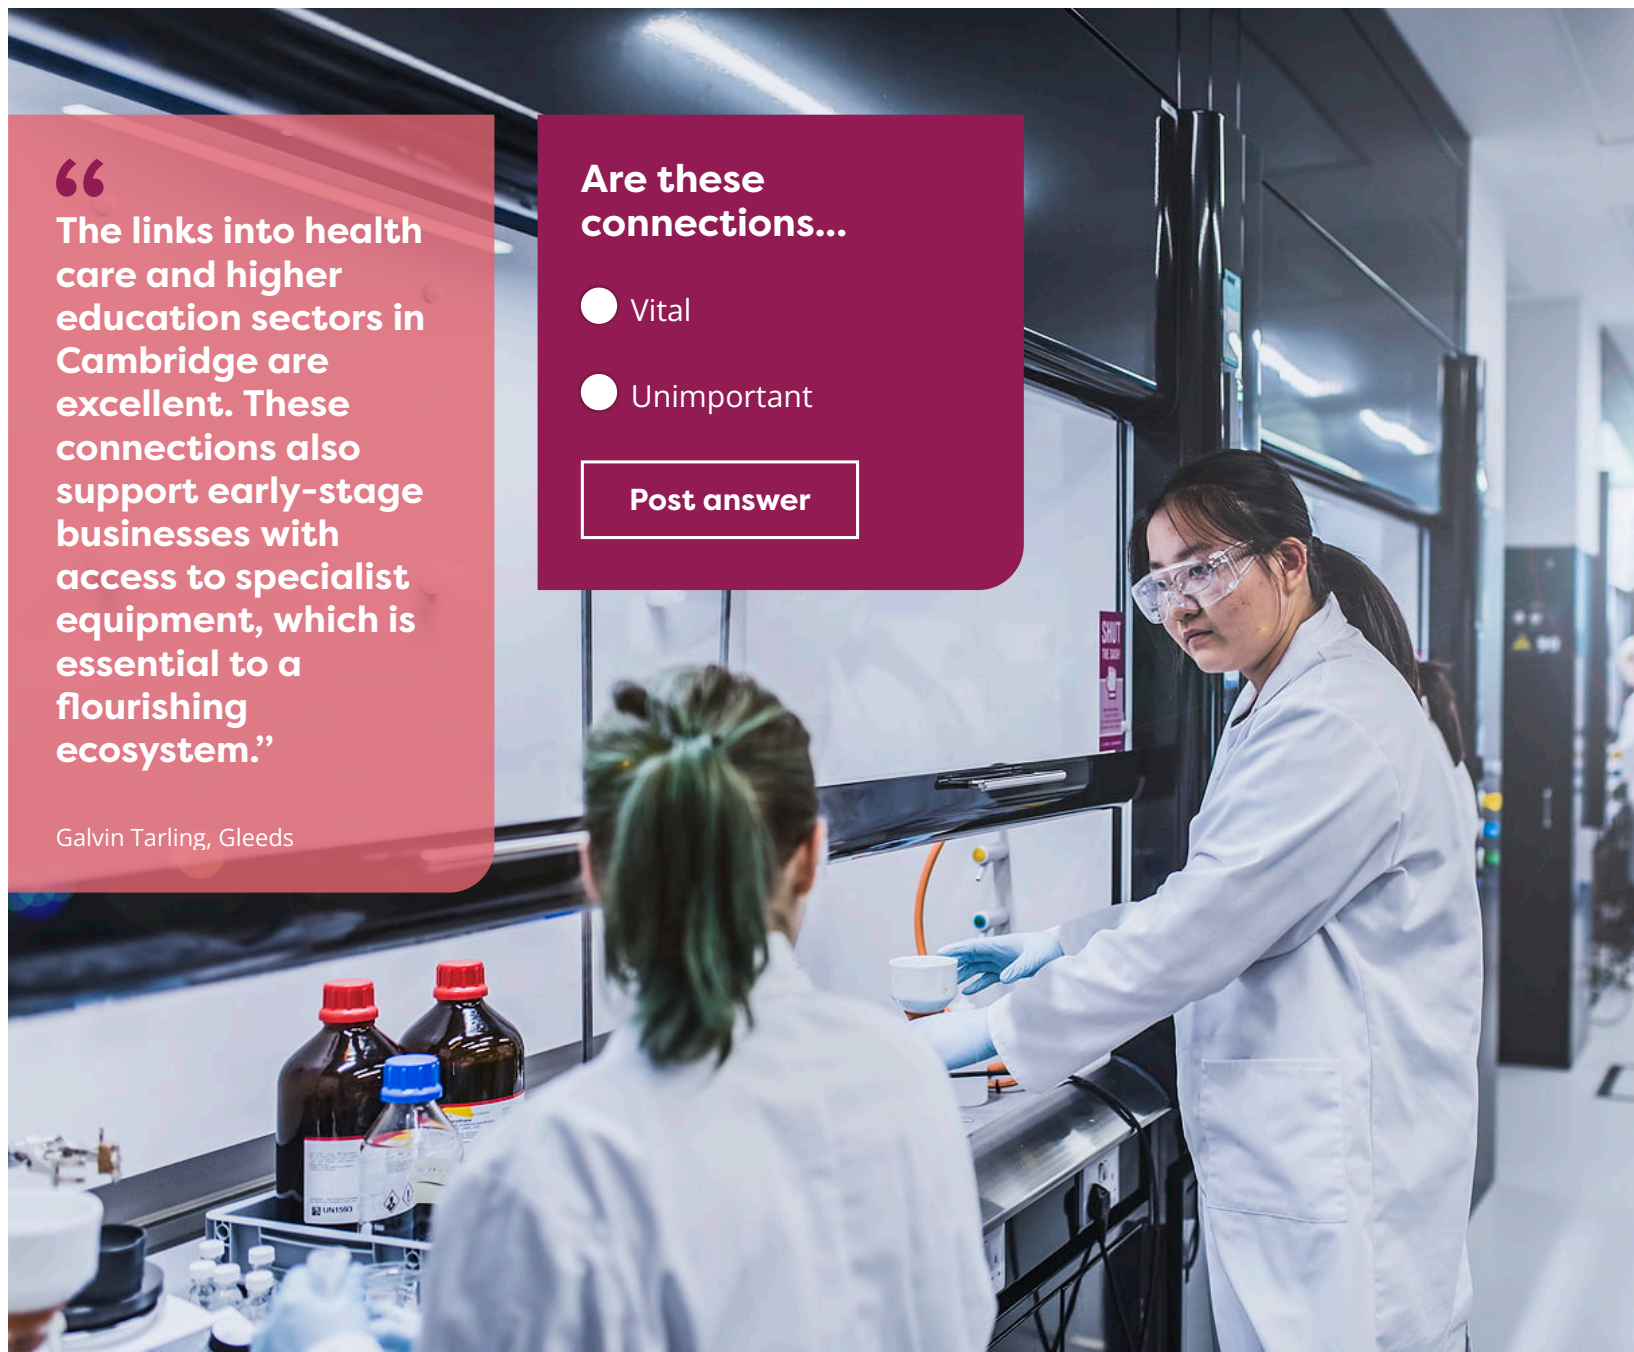 “
The links into health
care and higher
education sectors in
Cambridge are
excellent. These
connections also
support early-stage
businesses with
access to specialist
equipment, which is
essential to a
flourishing
ecosystem.”
Galvin Tarling, Gleeds
Are these
connections...
Vital
Unimportant
Post answer
SHUT
THE SASH
UN1593